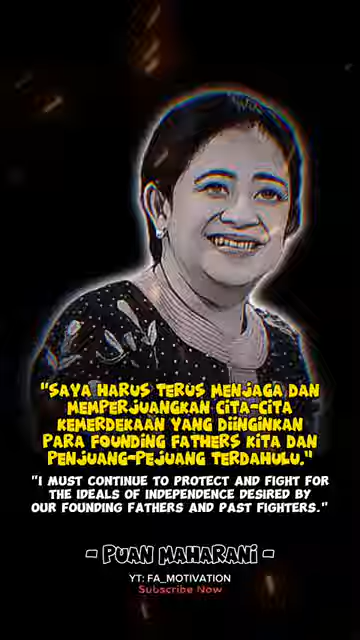 "SAYA HARUS TERUS MENJAGA DAN
MEMPERJUANGKAN CITA-CITA
KEMERDEKAAN YANG DIINGINKAN
PARA FOUNDING FATHERS KITA DAN
PENJUANG-PEJUANG TERDAHULU."
"I MUST CONTINUE TO PROTECT AND FIGHT FOR
THE IDEALS OF INDEPENDENCE DESIRED BY
OUR FOUNDING FATHERS AND PAST FIGHTERS."
- PUAN MAHARANI -
YT: FA_MOTIVATION
Subscribe Now